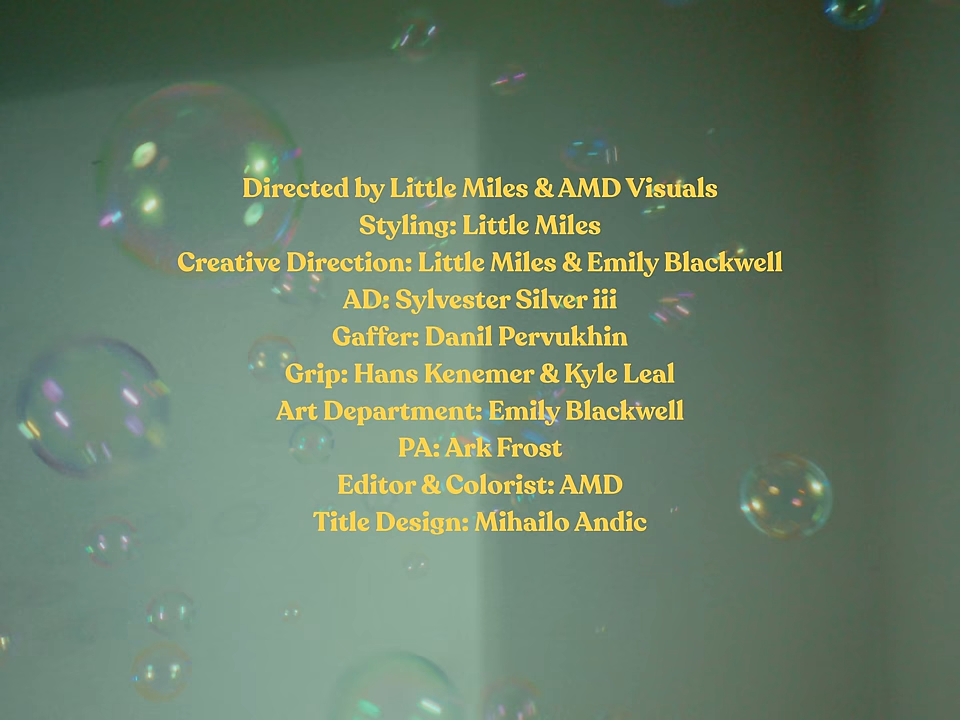 Directed by Little Miles & AMD Visuals
Styling: Little Miles
Creative Direction: Little Miles & Emily Blackwell
AD: Sylvester Silver iii
Gaffer: Danil Pervukhin
Grip: Hans Kenemer & Kyle Leal
Art Department: Emily Blackwell
PA: Ark Frost
Editor & Colorist: AMD
Title Design: Mihailo Andic